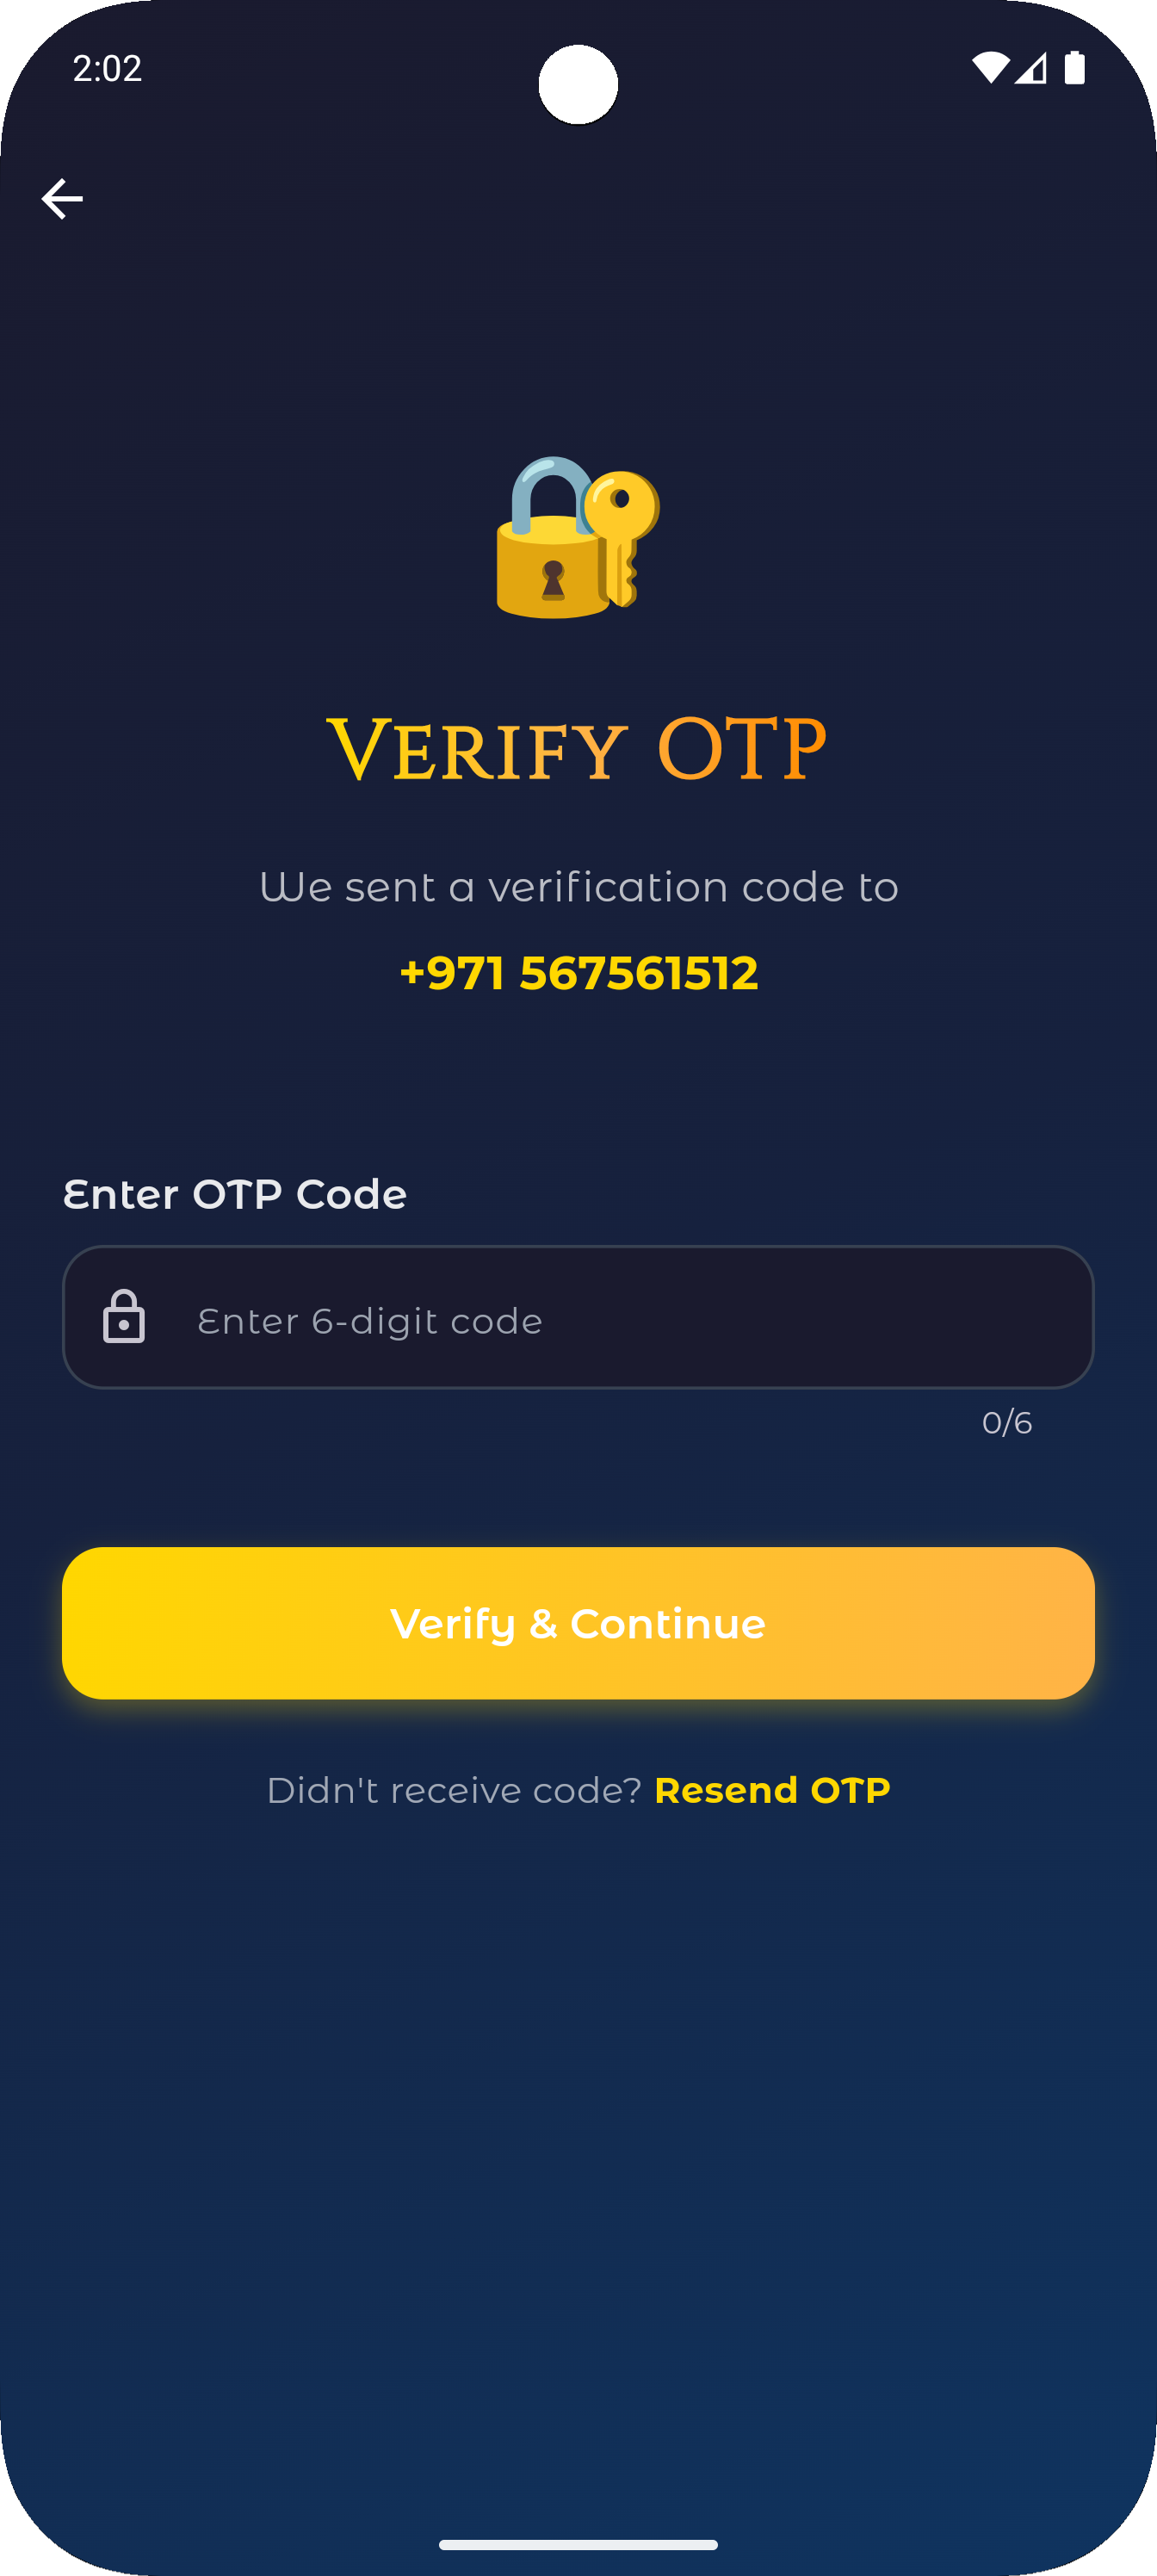 2:02
Verify OTP
We sent a verification code to
+971 567561512
Enter OTP Code
Enter 6-digit code
0/6
Verify & Continue
Didn't receive code? Resend OTP